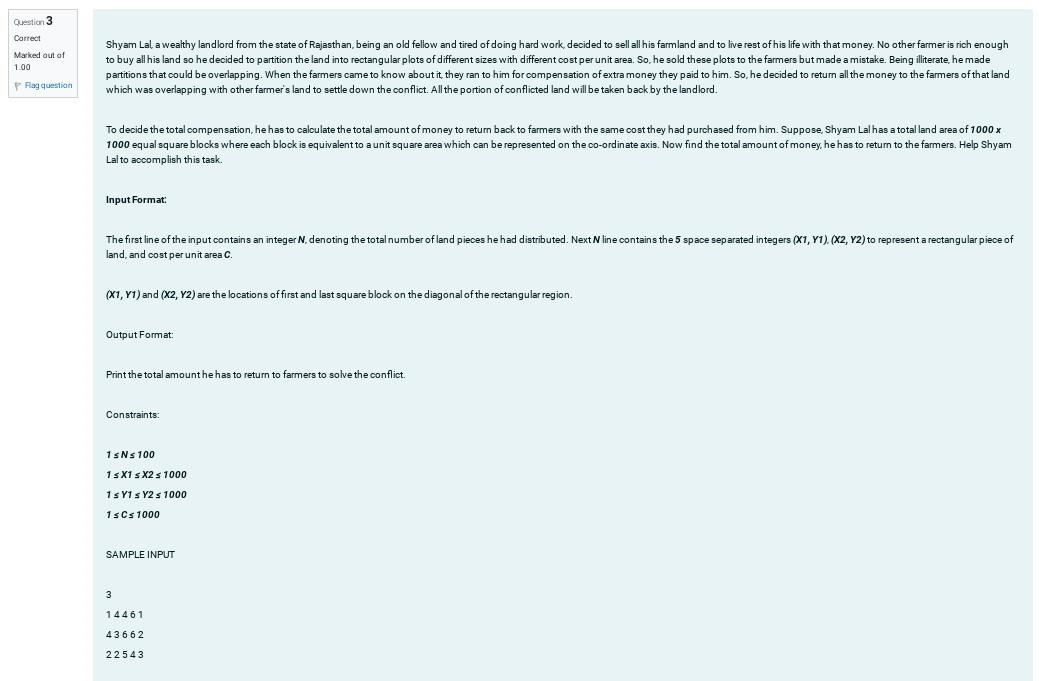 Question 3
Correct
Marked out of
1.00
Flag question
Shyam Lal, a wealthy landlord from the state of Rajasthan, being an old fellow and tired of doing hard work, decided to sell all his farmland and to live rest of his life with that money. No other farmer is rich enough
to buy all his land so he decided to partition the land into rectangular plots of different sizes with different cost per unit area. So, he sold these plots to the farmers but made a mistake. Being illiterate, he made
partitions that could be overlapping. When the farmers came to know about it, they ran to him for compensation of extra money they paid to him. So, he decided to return all the money to the farmers of that land
which was overlapping with other farmer's land to settle down the conflict. All the portion of conflicted land will be taken back by the landlord.
To decide the total compensation, he has to calculate the total amount of money to return back to farmers with the same cost they had purchased from him. Suppose, Shyam Lal has a total land area of 1000 x
1000 equal square blocks where each block is equivalent to a unit square area which can be represented on the co-ordinate axis. Now find the total amount of money, he has to return to the farmers. Help Shyam
Lal to accomplish this task.
Input Format:
The first line of the input contains an integer N, denoting the total number of land pieces he had distributed. Next N line contains the 5 space separated integers (X1, Y1), (X2, Y2) to represent a rectangular piece of
land, and cost per unit area C.
(X1, Y1) and (X2, Y2) are the locations of first and last square block on the diagonal of the rectangular region.
Output Format:
Print the total amount he has to return to farmers to solve the conflict.
Constraints:
1 ≤ N ≤ 100
1 ≤ X1 ≤ X2 ≤ 1000
1 ≤ Y1 ≤ Y2 ≤ 1000
1 ≤ C ≤ 1000
SAMPLE INPUT
3
1 4 4 6 1
4 3 6 6 2
2 2 5 4 3